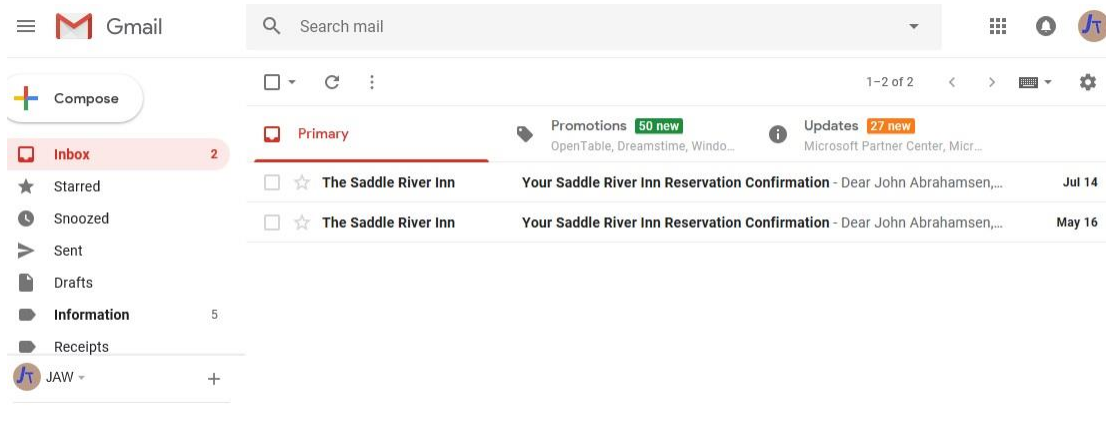 Gmail
Search mail
JT
Compose
1–2 of 2
Primary
Promotions 50 new
OpenTable, Dreamstime, Windo...
Updates 27 new
Microsoft Partner Center, Micr...
Inbox 2
Starred
Snoozed
Sent
Drafts
Information 5
Receipts
The Saddle River Inn Your Saddle River Inn Reservation Confirmation - Dear John Abrahamsen,... Jul 14
The Saddle River Inn Your Saddle River Inn Reservation Confirmation - Dear John Abrahamsen,... May 16
JT JAW